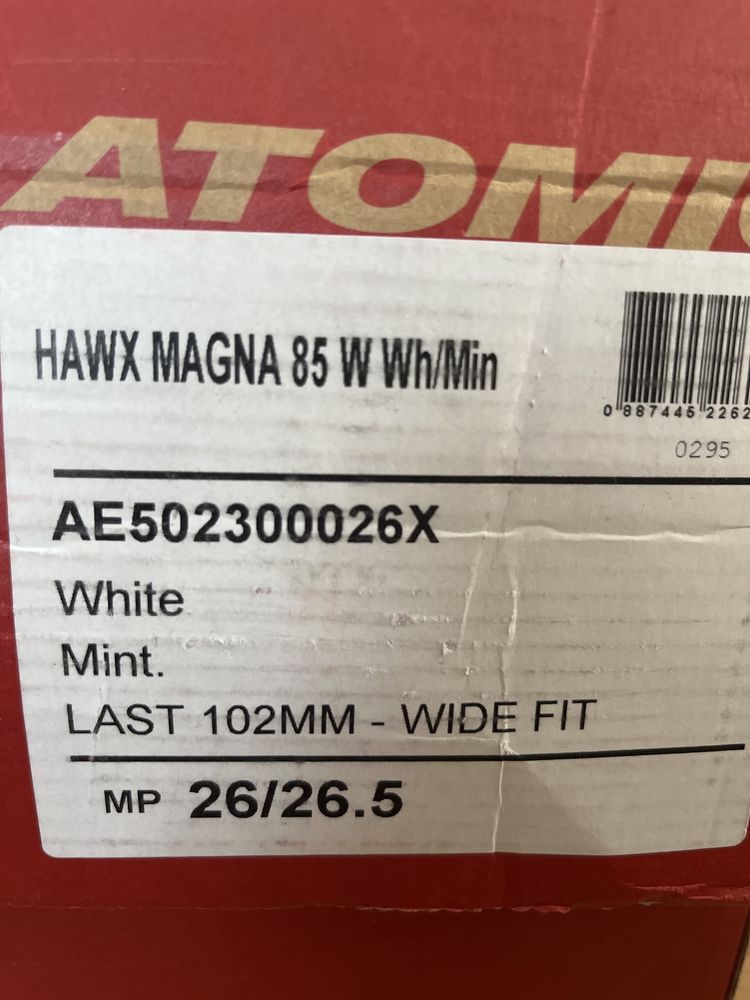 ATOMIC
HAWX MAGNA 85 W Wh/Min
0 887445 2262
0295
AE502300026X
White
Mint.
LAST 102MM - WIDE FIT
MP 26/26.5